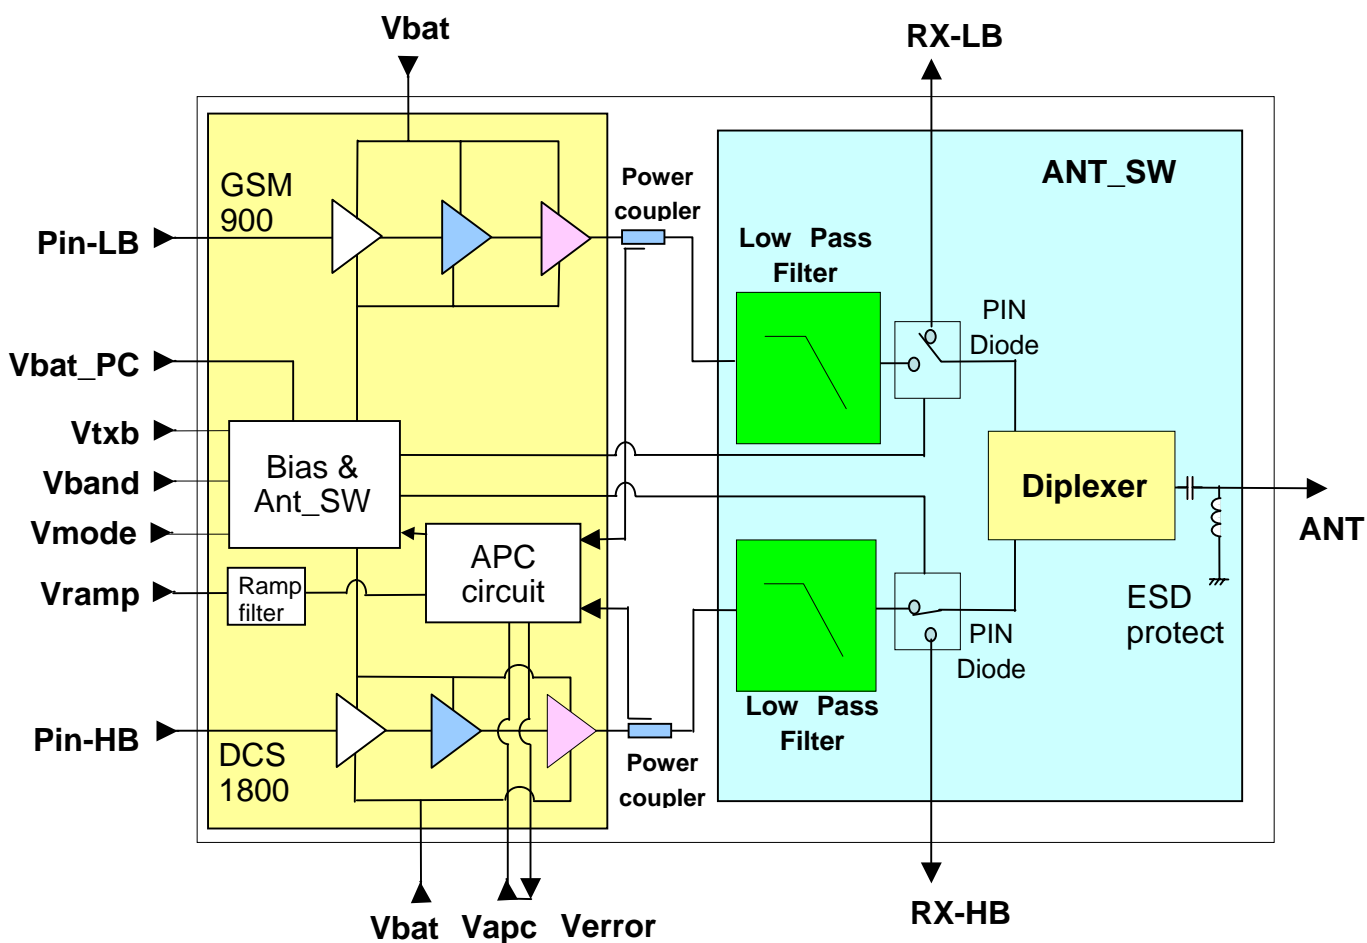 Vbat
RX-LB
GSM
900
Power
coupler
ANT_SW
Pin-LB
Low Pass
Filter
PIN
Diode
Vbat_PC
Vtxb
Vband
Vmode
Vramp
Bias &
Ant_SW
APC
circuit
Ramp
filter
Diplexer
ANT
ESD
protect
PIN
Diode
Low Pass
Filter
Pin-HB
DCS
1800
Power
coupler
Vbat
Vapc
Verror
RX-HB